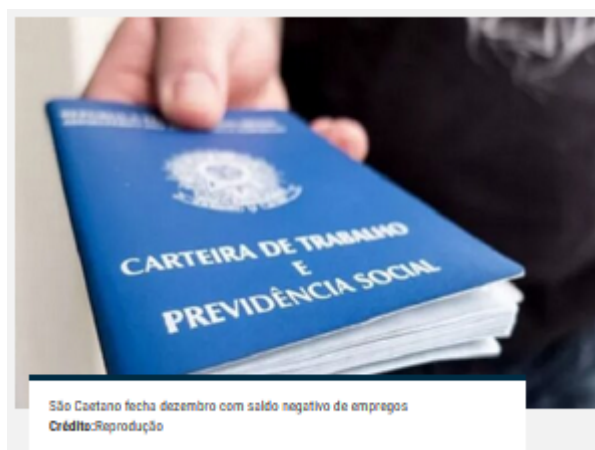 CARTEIRA DE TRABALHO
E
PREVIDÊNCIA SOCIAL
São Caetano fecha dezembro com saldo negativo de empregos
Crédito:Reprodução